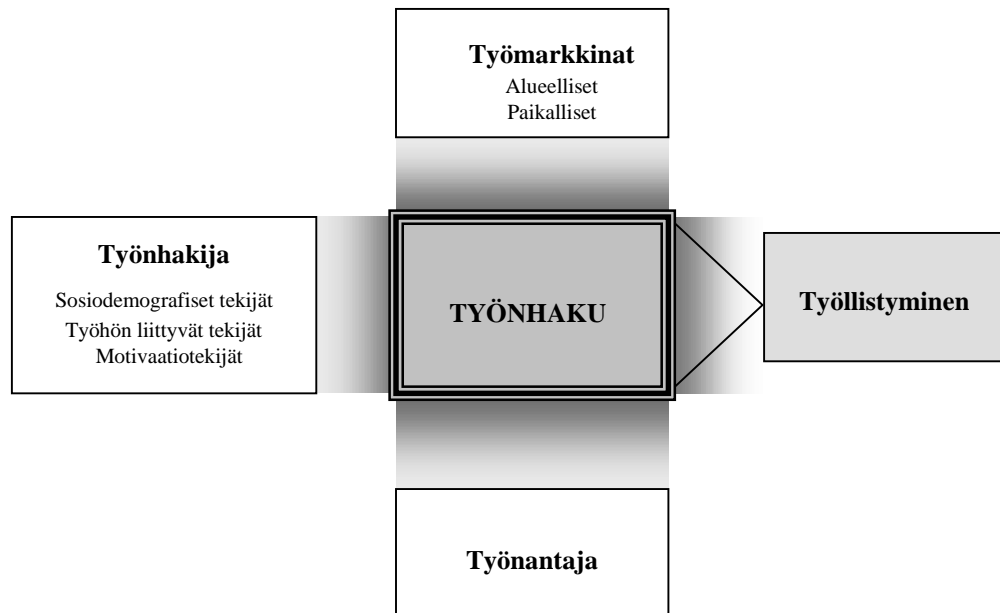 Työmarkkinat
Alueelliset
Paikalliset
Työnhakija
Sosiodemografiset tekijät
Työhön liittyvät tekijät
Motivaatiotekijät
TYÖNHAKU
Työllistyminen
Työnantaja